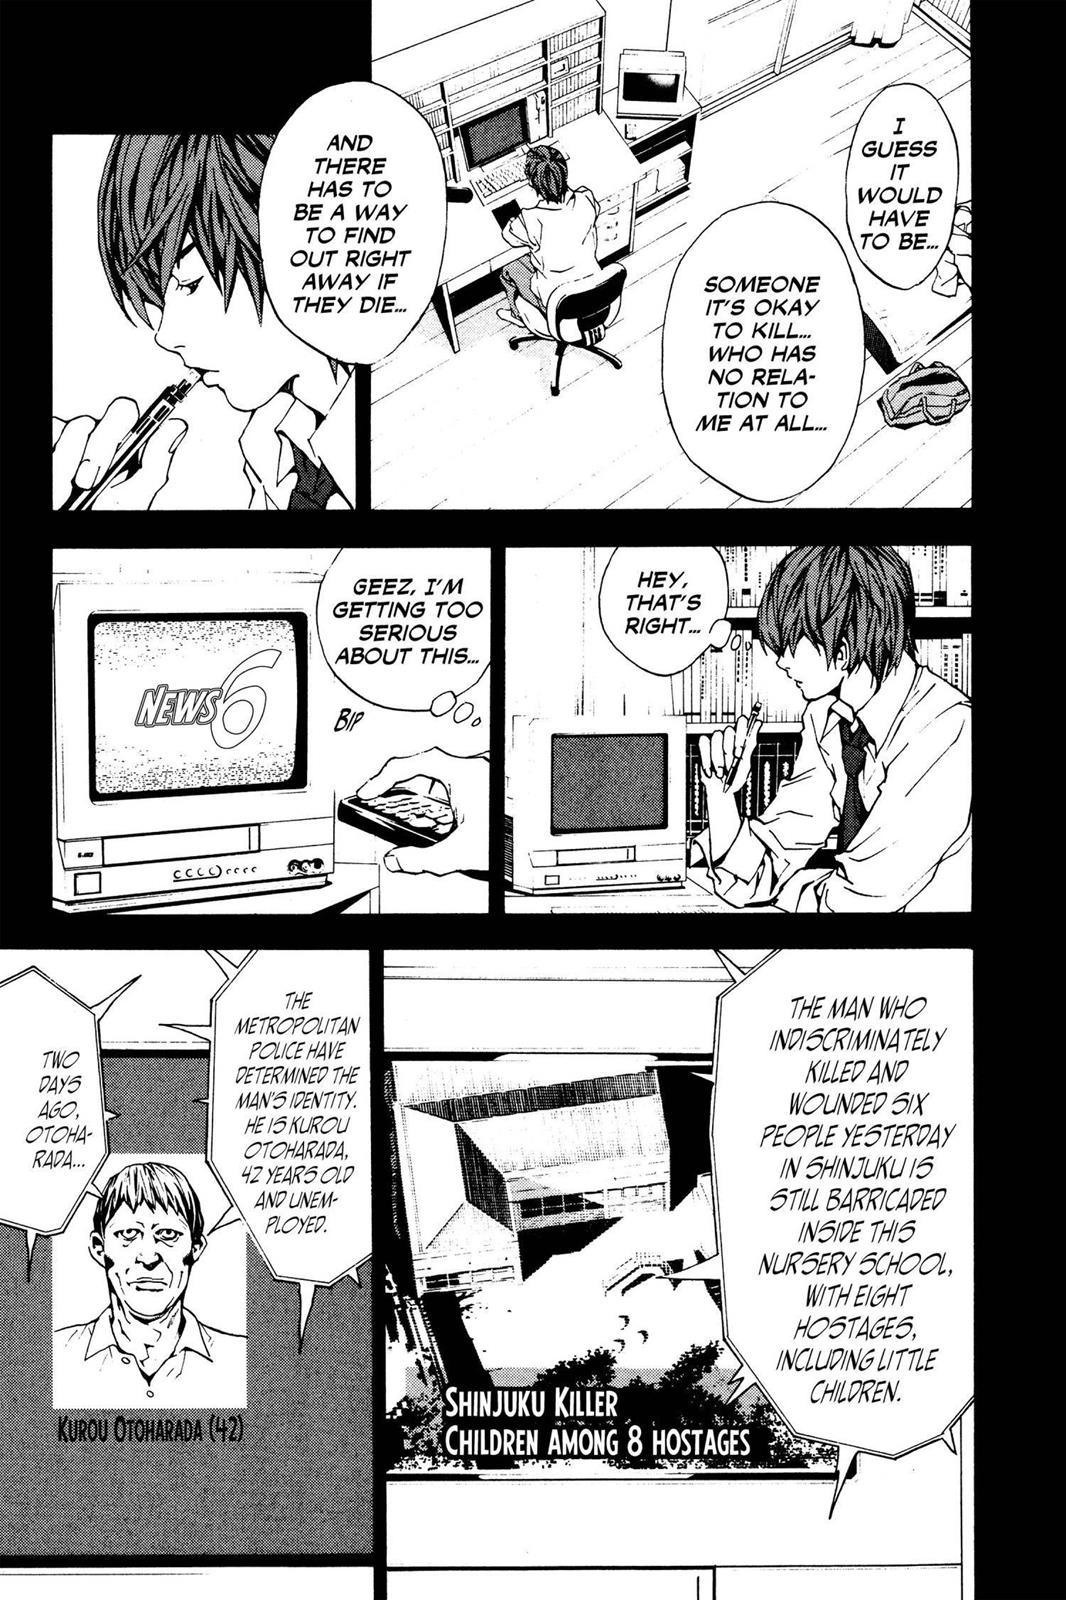 I
GUESS
IT
WOULD
HAVE
TO BE...
SOMEONE
IT'S OKAY
TO KILL...
WHO HAS
NO RELA-
TION TO
ME AT ALL...
AND
THERE
HAS TO
BE A WAY
TO FIND
OUT RIGHT
AWAY IF
THEY DIE...
HEY,
THAT'S
RIGHT...
GEEZ, I'M
GETTING TOO
SERIOUS
ABOUT THIS...
BIP
NEWS 6
THE MAN WHO
INDISCRIMINATELY
KILLED AND
WOUNDED SIX
PEOPLE YESTERDAY
IN SHINJUKU IS
STILL BARRICADED
INSIDE THIS
NURSERY SCHOOL,
WITH EIGHT
HOSTAGES,
INCLUDING LITTLE
CHILDREN.
SHINJUKU KILLER
CHILDREN AMONG 8 HOSTAGES
THE
METROPOLITAN
POLICE HAVE
DETERMINED THE
MAN'S IDENTITY.
HE IS KUROU
OTOHARADA,
42 YEARS OLD
AND UNEM-
PLOYED.
TWO
DAYS
AGO,
OTOHA-
RADA...
KUROU OTOHARADA (42)